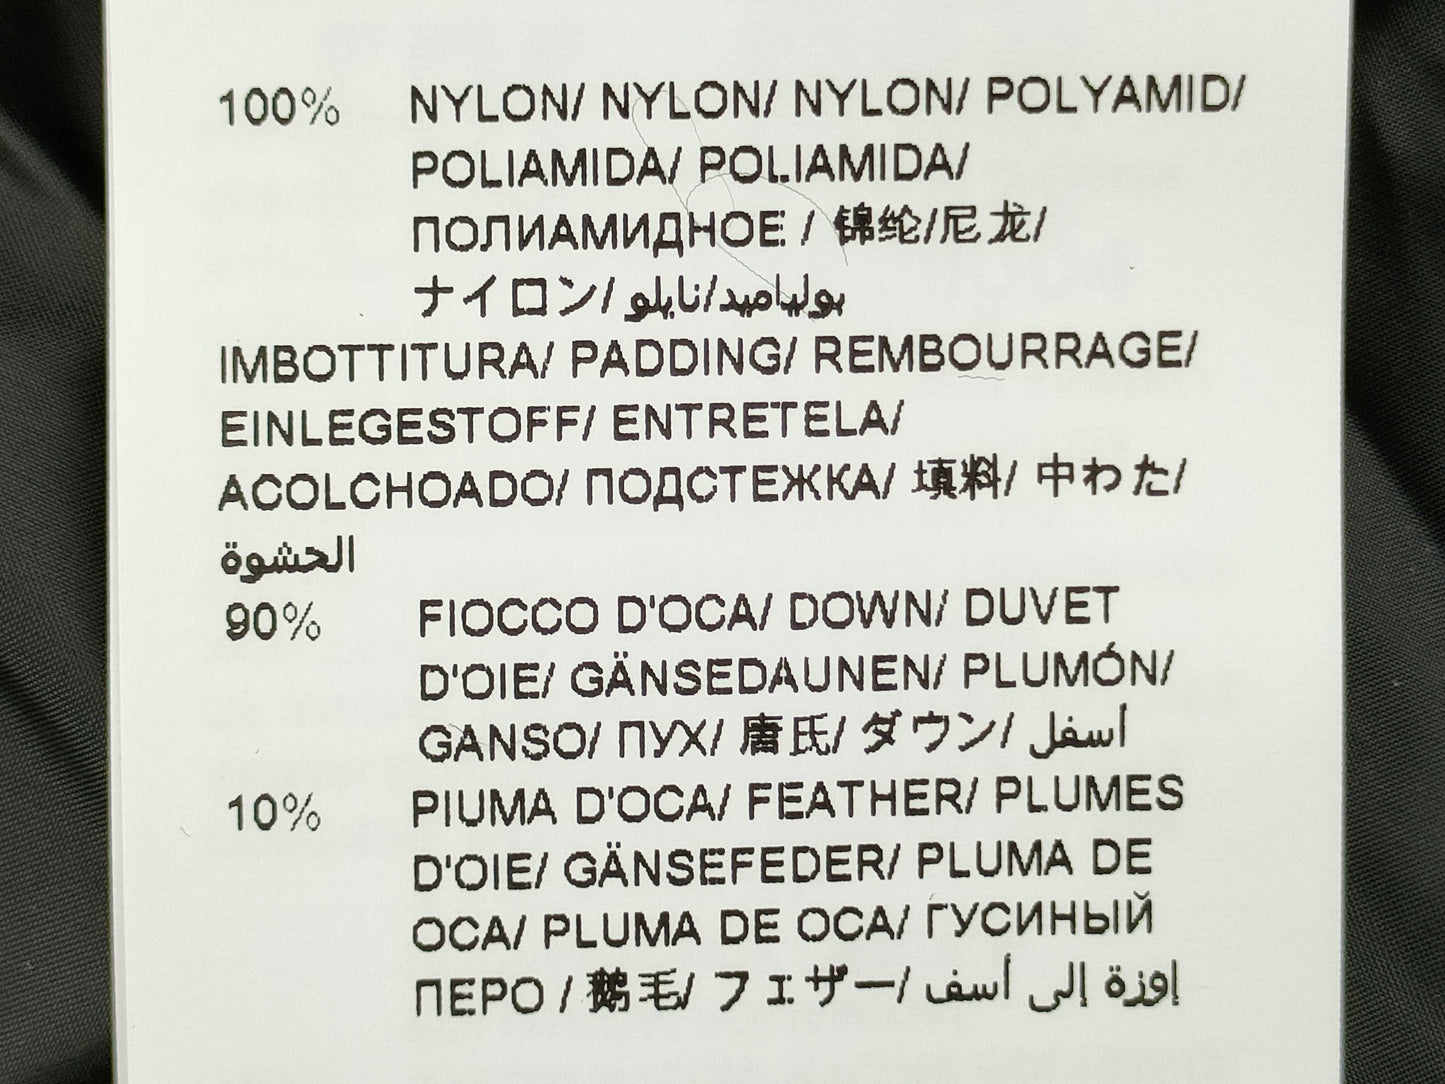 100% NYLON/ NYLON/ NYLON/ POLYAMID/
POLIAMIDA/ POLIAMIDA/
ПОЛИАМИДНОЕ / 锦纶/尼龙/
ナイロン/ بولياميد/نايلو
IMBOTTITURA/ PADDING/ REMBOURRAGE/
EINLEGESTOFF/ ENTRETELA/
ACOLCHOADO/ ПОДСТЕЖКА/ 填料/ 中わた/
الحشوة
90% FIOCCO D'OCA/ DOWN/ DUVET
D'OIE/ GÄNSEDAUNEN/ PLUMÓN/
GANSO/ ПУХ/ 唐氏/ ダウン/ أسفل
10% PIUMA D'OCA/ FEATHER/ PLUMES
D'OIE/ GÄNSEFEDER/ PLUMA DE
OCA/ PLUMA DE OCA/ ГУСИНЫЙ
ПЕРО / 鹅毛/ フェザー/ إوزة إلى أسف